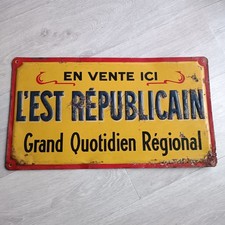 EN VENTE ICI
L'EST RÉPUBLICAIN
Grand Quotidien Régional